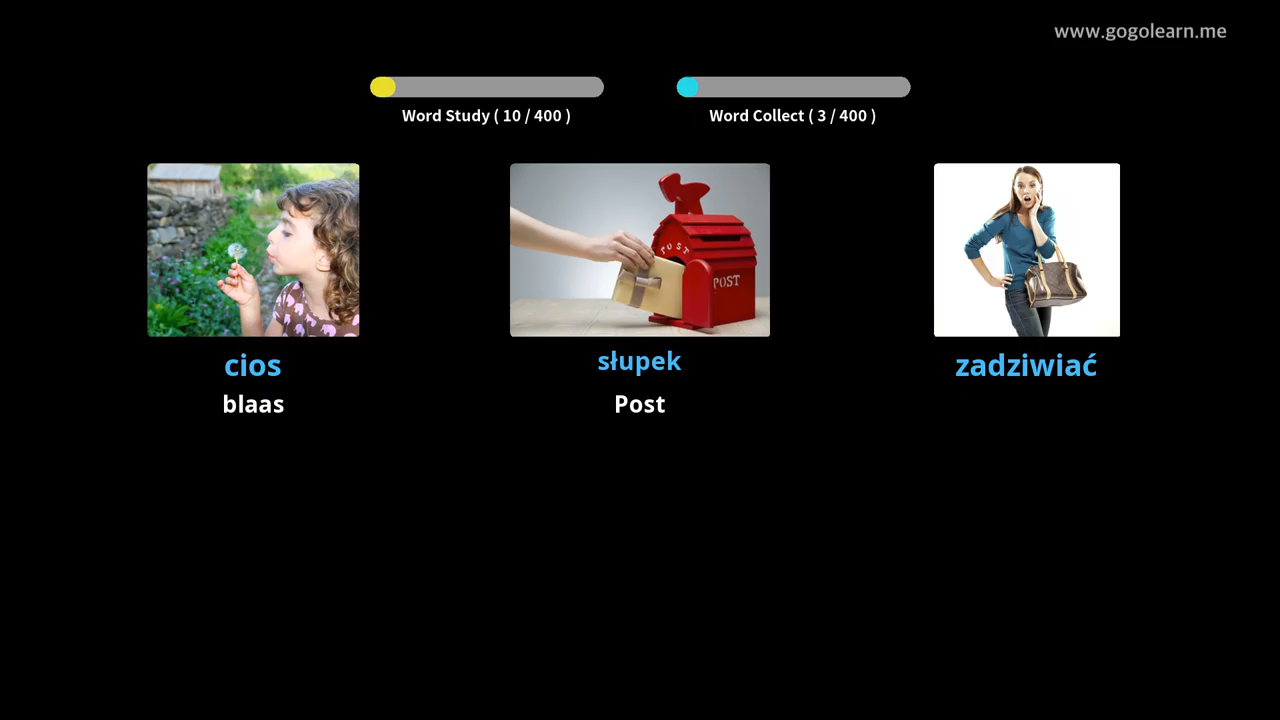 www.gogolearn.me
Word Study ( 10 / 400 )
Word Collect ( 3 / 400 )
POST
POST
cios
słupek
zadziwiać
blaas
Post